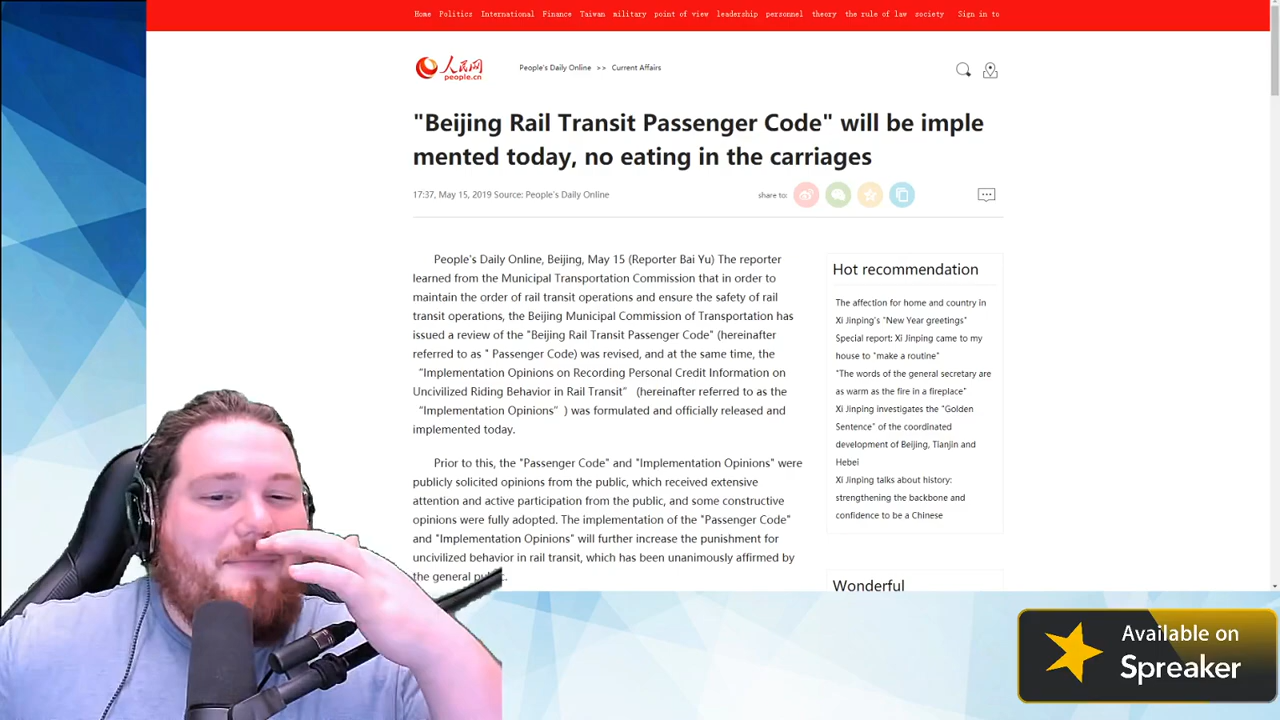 Home Politics International Finance Taiwan military point of view leadership personnel theory the rule of law society Sign in to
人民网
people.cn
People's Daily Online >> Current Affairs
"Beijing Rail Transit Passenger Code" will be imple
mented today, no eating in the carriages
17:37, May 15, 2019 Source: People's Daily Online
share to:
People's Daily Online, Beijing, May 15 (Reporter Bai Yu) The reporter
learned from the Municipal Transportation Commission that in order to
maintain the order of rail transit operations and ensure the safety of rail
transit operations, the Beijing Municipal Commission of Transportation has
issued a review of the "Beijing Rail Transit Passenger Code" (hereinafter
referred to as " Passenger Code) was revised, and at the same time, the
“Implementation Opinions on Recording Personal Credit Information on
Uncivilized Riding Behavior in Rail Transit” (hereinafter referred to as the
“Implementation Opinions” ) was formulated and officially released and
implemented today.
Prior to this, the "Passenger Code" and "Implementation Opinions" were
publicly solicited opinions from the public, which received extensive
attention and active participation from the public, and some constructive
opinions were fully adopted. The implementation of the "Passenger Code"
and "Implementation Opinions" will further increase the punishment for
uncivilized behavior in rail transit, which has been unanimously affirmed by
the general public.
Hot recommendation
The affection for home and country in
Xi Jinping's "New Year greetings"
Special report: Xi Jinping came to my
house to "make a routine"
"The words of the general secretary are
as warm as the fire in a fireplace"
Xi Jinping investigates the "Golden
Sentence" of the coordinated
development of Beijing, Tianjin and
Hebei
Xi Jinping talks about history:
strengthening the backbone and
confidence to be a Chinese
Wonderful
Available on
Spreaker